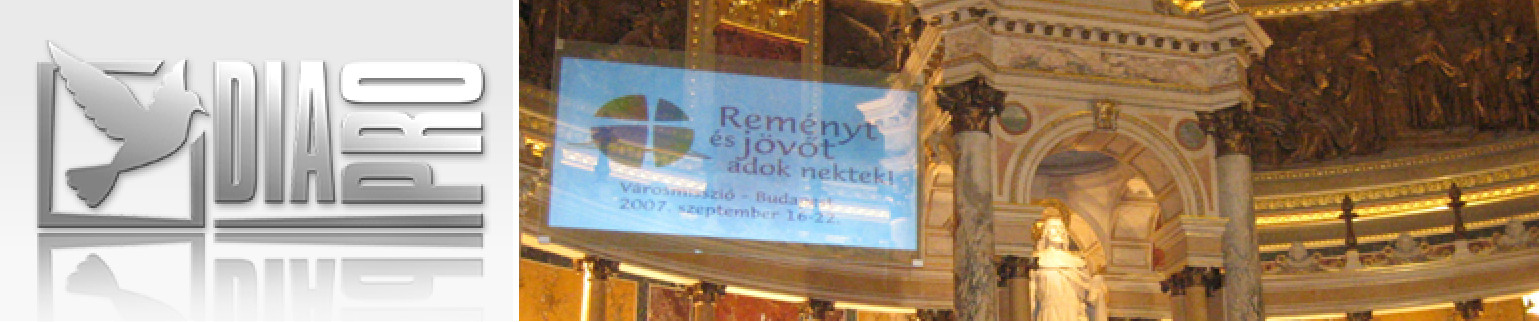 DIA
PRO
Reményt
és jövőt
adok nektek!
Városmisszió - Budapest,
2007. szeptember 16-22.